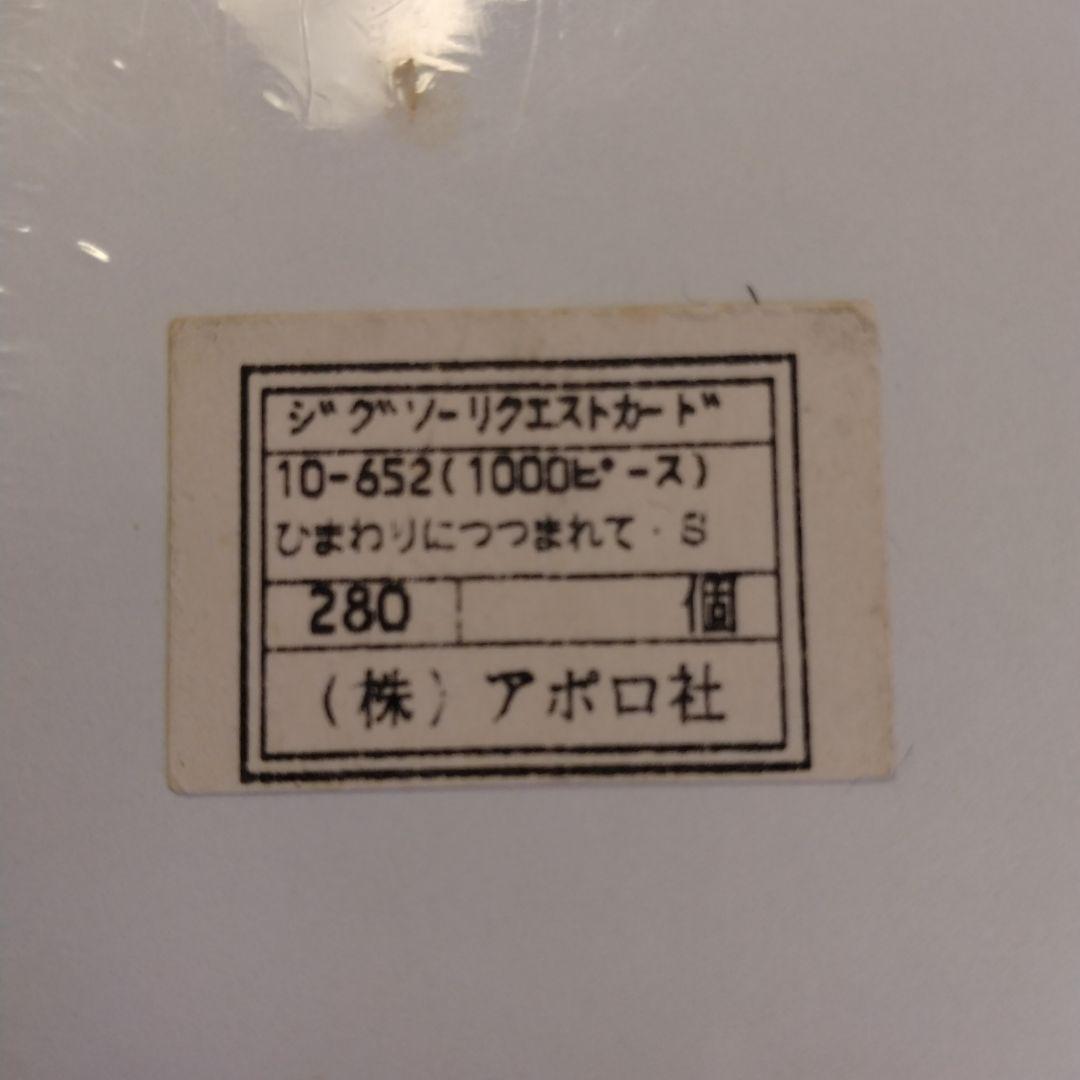 ジグソーリクエストカード
10-652(1000ピース)
ひまわりにつつまれて・S
280 個
(株)アポロ社